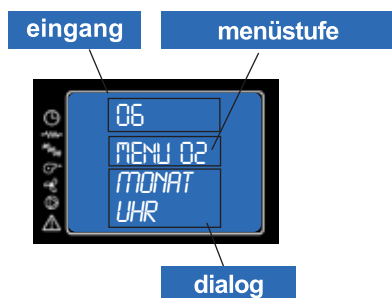 eingang
menüstufe
06
MENU 02
MONAT
UHR
dialog